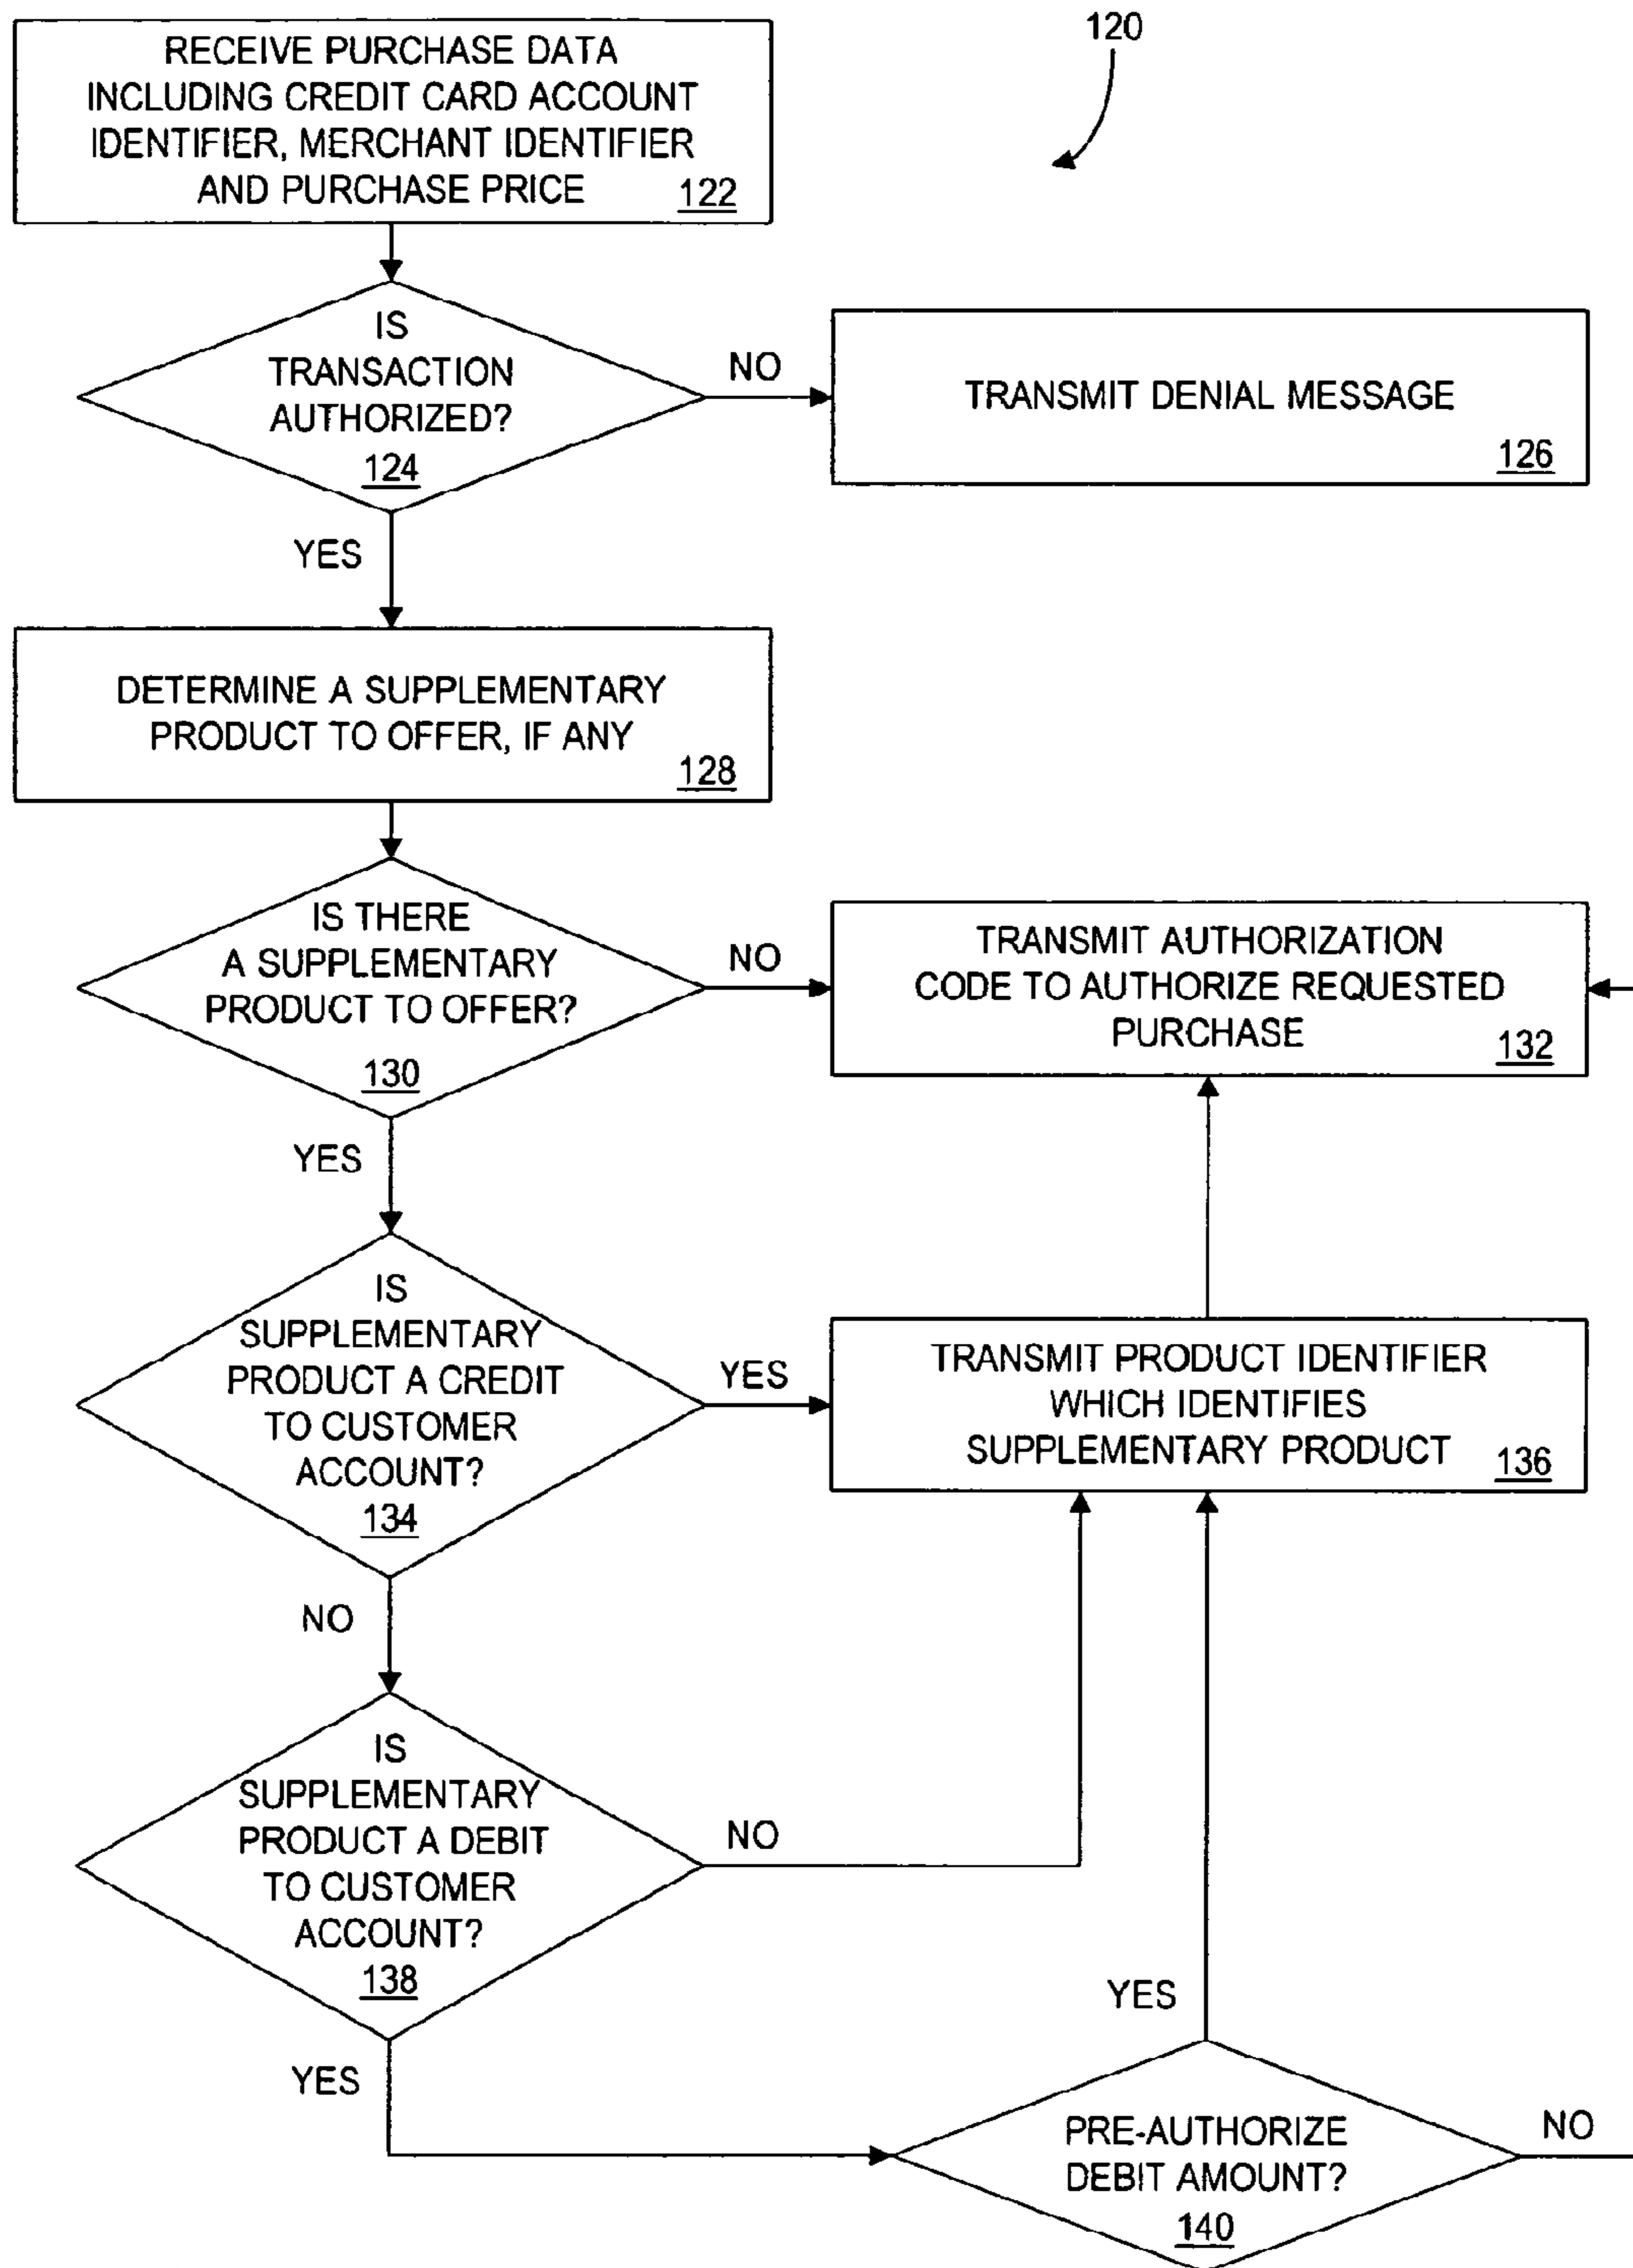 120
RECEIVE PURCHASE DATA
INCLUDING CREDIT CARD ACCOUNT
IDENTIFIER, MERCHANT IDENTIFIER
AND PURCHASE PRICE 122
IS
TRANSACTION
AUTHORIZED?
124
NO
TRANSMIT DENIAL MESSAGE
126
YES
DETERMINE A SUPPLEMENTARY
PRODUCT TO OFFER, IF ANY
128
IS THERE
A SUPPLEMENTARY
PRODUCT TO OFFER?
130
NO
TRANSMIT AUTHORIZATION
CODE TO AUTHORIZE REQUESTED
PURCHASE 132
YES
IS
SUPPLEMENTARY
PRODUCT A CREDIT
TO CUSTOMER
ACCOUNT?
134
YES
TRANSMIT PRODUCT IDENTIFIER
WHICH IDENTIFIES
SUPPLEMENTARY PRODUCT 136
NO
IS
SUPPLEMENTARY
PRODUCT A DEBIT
TO CUSTOMER
ACCOUNT?
138
NO
YES
YES
PRE-AUTHORIZE
DEBIT AMOUNT?
140
NO